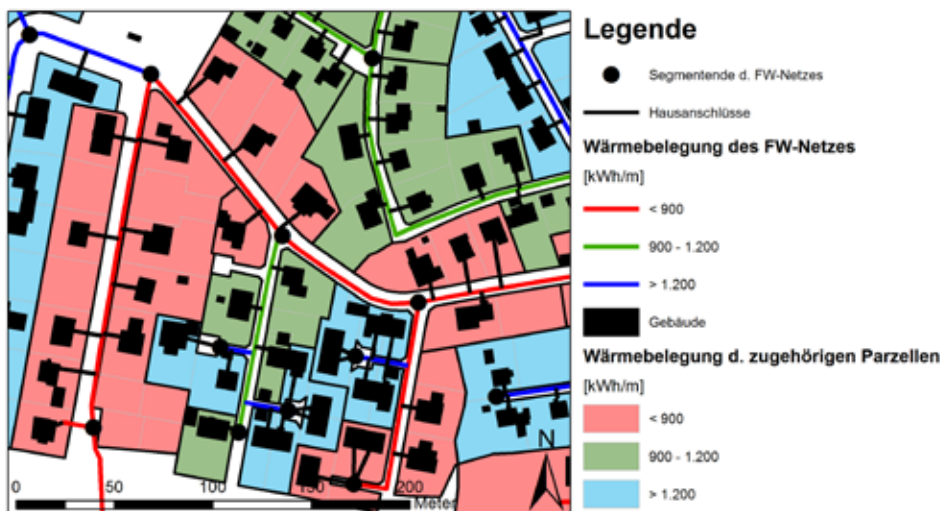 Legende
Segmentende d. FW-Netzes
Hausanschlüsse
Wärmebelegung des FW-Netzes
[kWh/m]
< 900
900 - 1.200
> 1.200
Gebäude
Wärmebelegung d. zugehörigen Parzellen
[kWh/m]
< 900
900 - 1.200
> 1.200
N
0 50 100 150 200
Meter